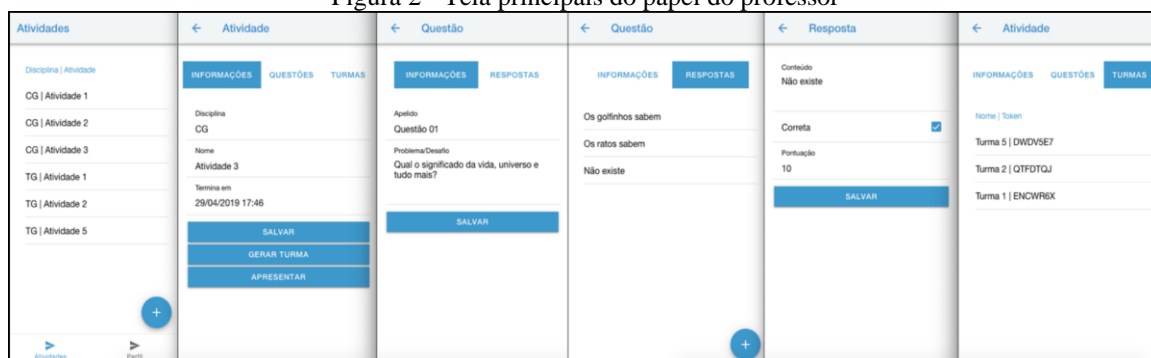 Figura 2 - Tela principais do papel do professor
Atividades
Disciplina | Atividade
CG | Atividade 1
CG | Atividade 2
CG | Atividade 3
TG | Atividade 1
TG | Atividade 2
TG | Atividade 5
+
Atividades
Perfil
← Atividade
INFORMAÇÕES QUESTÕES TURMAS
Disciplina
CG
Nome
Atividade 3
Termina em
29/04/2019 17:46
SALVAR
GERAR TURMA
APRESENTAR
← Questão
INFORMAÇÕES RESPOSTAS
Apelido
Questão 01
Problema/Desafio
Qual o significado da vida, universo e
tudo mais?
SALVAR
← Questão
INFORMAÇÕES RESPOSTAS
Os golfinhos sabem
Os ratos sabem
Não existe
+
← Resposta
Conteúdo
Não existe
Correta
Pontuação
10
SALVAR
← Atividade
INFORMAÇÕES QUESTÕES TURMAS
Nome | Token
Turma 5 | DWDV5E7
Turma 2 | QTFDTQJ
Turma 1 | ENCWR6X